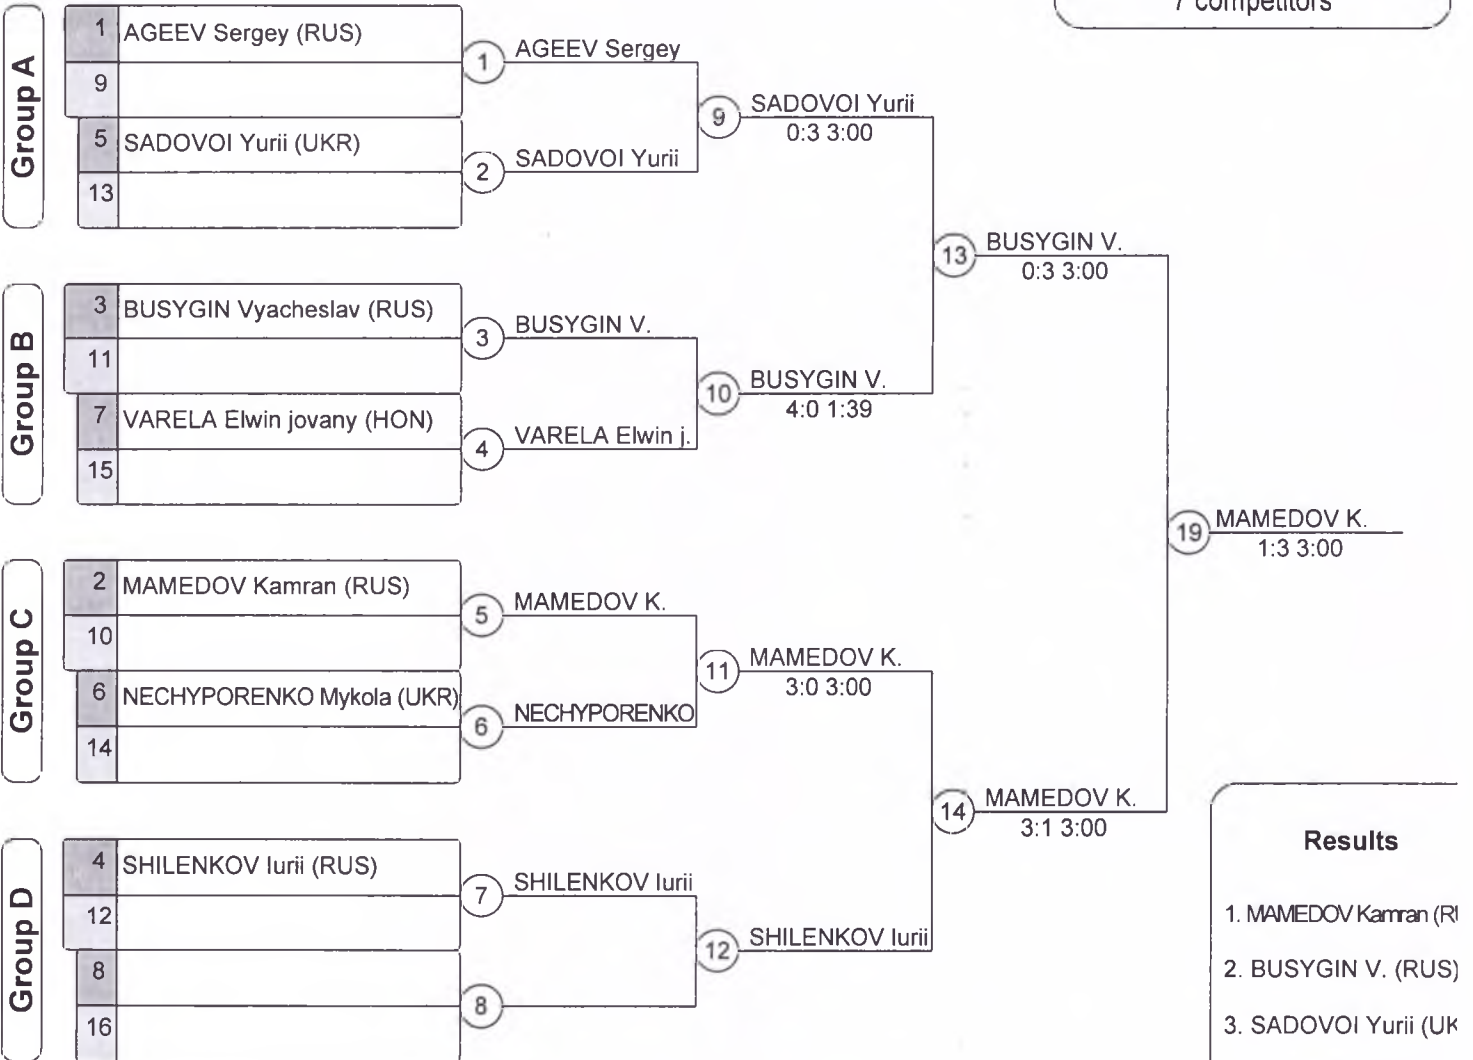 7 competitors
Group A
1 AGEEV Sergey (RUS)
9
5 SADOVOI Yurii (UKR)
13
1 AGEEV Sergey
2 SADOVOI Yurii
9 SADOVOI Yurii
0:3 3:00
Group B
3 BUSYGIN Vyacheslav (RUS)
11
7 VARELA Elwin jovany (HON)
15
3 BUSYGIN V.
4 VARELA Elwin j.
10 BUSYGIN V.
4:0 1:39
13 BUSYGIN V.
0:3 3:00
Group C
2 MAMEDOV Kamran (RUS)
10
6 NECHYPORENKO Mykola (UKR)
14
5 MAMEDOV K.
6 NECHYPORENKO
11 MAMEDOV K.
3:0 3:00
Group D
4 SHILENKOV Iurii (RUS)
12
8
16
7 SHILENKOV Iurii
8
12 SHILENKOV Iurii
14 MAMEDOV K.
3:1 3:00
19 MAMEDOV K.
1:3 3:00
Results
1. MAMEDOV Kamran (RU
2. BUSYGIN V. (RUS)
3. SADOVOI Yurii (UK